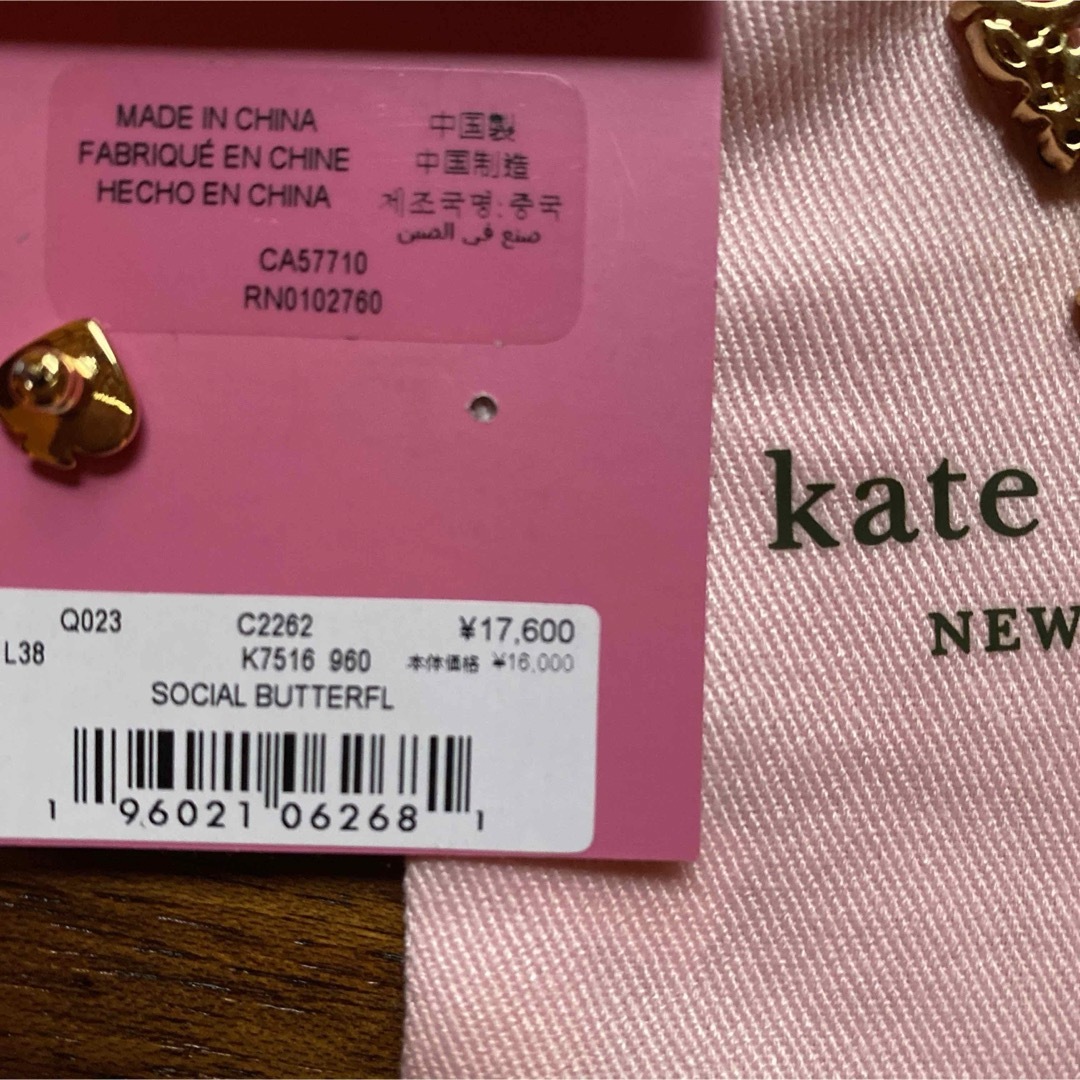 MADE IN CHINA
FABRIQUÉ EN CHINE
HECHO EN CHINA
中国製
中国制造
제조국명:중국
صنع في الصين
CA57710
RN0102760
Q023
C2262
¥17,600
L38
K7516 960
本体価格 ¥16,000
SOCIAL BUTTERFL
1 96021 06268 1
kate
NEW